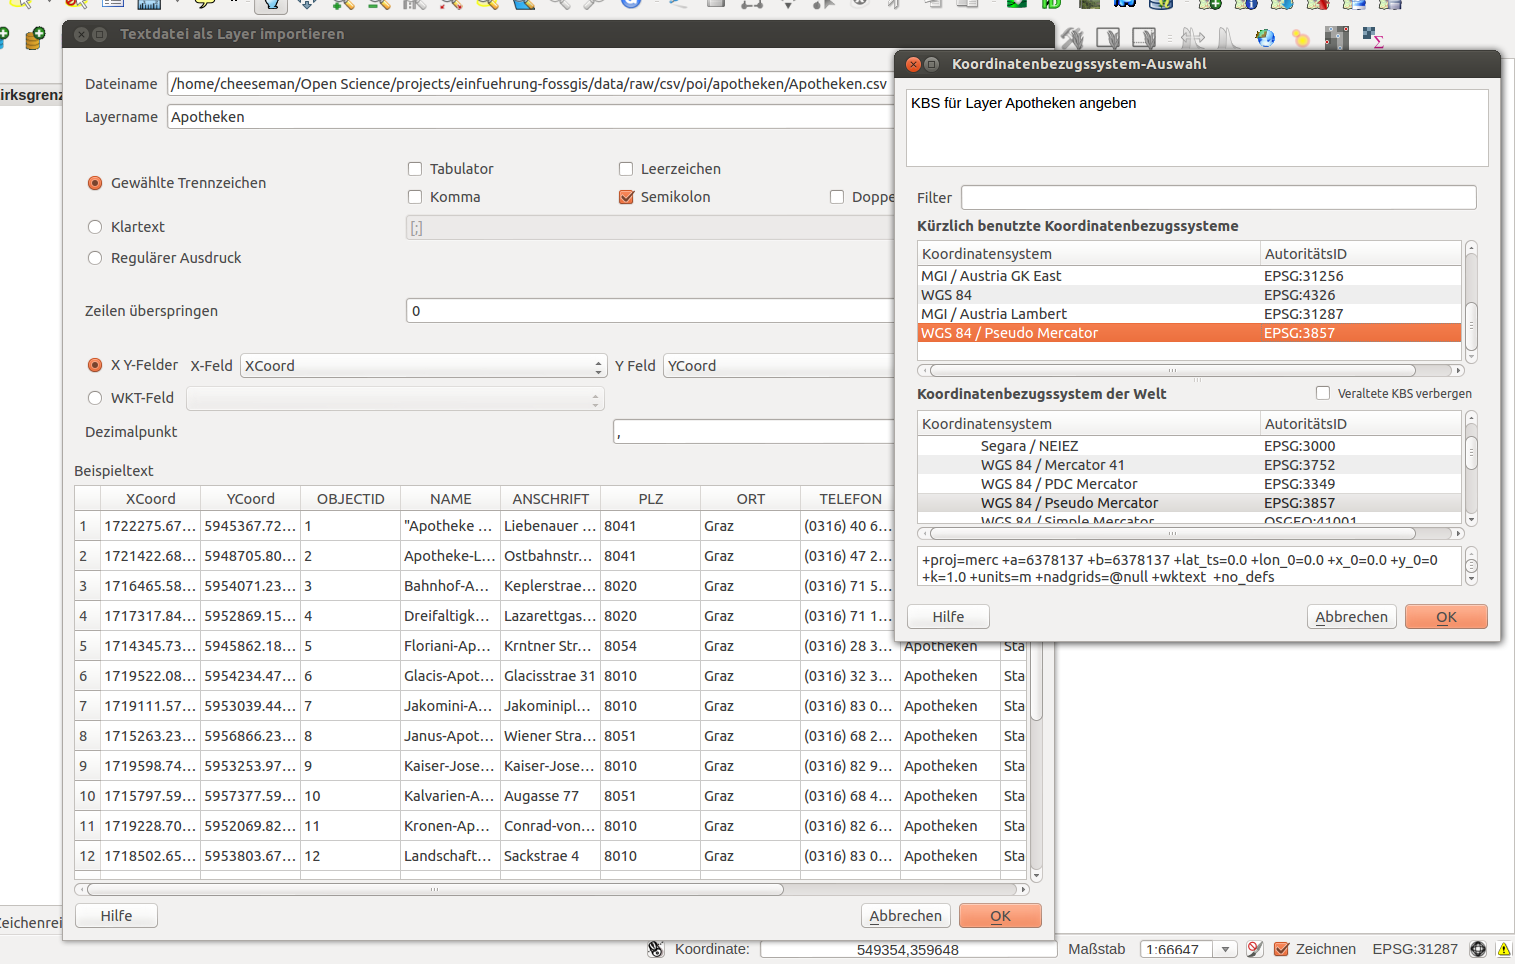 Textdatei als Layer importieren
irksgrenz
Dateiname /home/cheeseman/Open Science/projects/einfuehrung-fossgis/data/raw/csv/poi/apotheken/Apotheken.csv
Layername Apotheken
Gewählte Trennzeichen
Tabulator Leerzeichen
Komma Semikolon Doppe
Klartext [;]
Regulärer Ausdruck
Zeilen überspringen 0
X Y-Felder X-Feld XCoord Y Feld YCoord
WKT-Feld
Dezimalpunkt ,
Beispieltext
XCoord YCoord OBJECTID NAME ANSCHRIFT PLZ ORT TELEFON
1 1722275.67... 5945367.72... 1 "Apotheke ... Liebenauer ... 8041 Graz (0316) 40 6...
2 1721422.68... 5948705.80... 2 Apotheke-L... Ostbahnstr... 8041 Graz (0316) 47 2...
3 1716465.58... 5954071.23... 3 Bahnhof-A... Keplerstrae... 8020 Graz (0316) 71 5...
4 1717317.84... 5952869.15... 4 Dreifaltigk... Lazarettgas... 8020 Graz (0316) 71 1...
5 1714345.73... 5945862.18... 5 Floriani-Ap... Krntner Str... 8054 Graz (0316) 28 3... Apotheken Sta
6 1719522.08... 5954234.47... 6 Glacis-Apot... Glacisstrae 31 8010 Graz (0316) 32 3... Apotheken Sta
7 1719111.57... 5953039.44... 7 Jakomini-A... Jakominipl... 8010 Graz (0316) 83 0... Apotheken Sta
8 1715263.23... 5956866.23... 8 Janus-Apot... Wiener Stra... 8051 Graz (0316) 68 2... Apotheken Sta
9 1719598.74... 5953253.97... 9 Kaiser-Jose... Kaiser-Jose... 8010 Graz (0316) 82 9... Apotheken Sta
10 1715797.59... 5957377.59... 10 Kalvarien-A... Augasse 77 8051 Graz (0316) 68 4... Apotheken Sta
11 1719228.70... 5952069.82... 11 Kronen-Ap... Conrad-von... 8010 Graz (0316) 82 6... Apotheken Sta
12 1718502.65... 5953803.67... 12 Landschaft... Sackstrae 4 8010 Graz (0316) 83 0... Apotheken Sta
Hilfe Abbrechen OK
Koordinatenbezugssystem-Auswahl
KBS für Layer Apotheken angeben
Filter
Kürzlich benutzte Koordinatenbezugssysteme
Koordinatensystem AutoritätsID
MGI / Austria GK East EPSG:31256
WGS 84 EPSG:4326
MGI / Austria Lambert EPSG:31287
WGS 84 / Pseudo Mercator EPSG:3857
Koordinatenbezugssystem der Welt Veraltete KBS verbergen
Koordinatensystem AutoritätsID
Segara / NEIEZ EPSG:3000
WGS 84 / Mercator 41 EPSG:3752
WGS 84 / PDC Mercator EPSG:3349
WGS 84 / Pseudo Mercator EPSG:3857
WGS 84 / Simple Mercator OSGEO:41001
+proj=merc +a=6378137 +b=6378137 +lat_ts=0.0 +lon_0=0.0 +x_0=0.0 +y_0=0
+k=1.0 +units=m +nadgrids=@null +wktext +no_defs
Hilfe Abbrechen OK
Zeichenrei
Koordinate: 549354,359648 Maßstab 1:66647 Zeichnen EPSG:31287